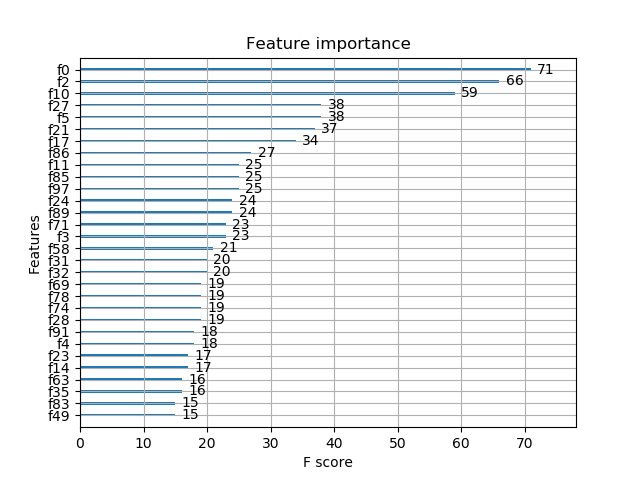 Feature importance
f0 71
f2 66
f10 59
f27 38
f5 38
f21 37
f17 34
f86 27
f11 25
f85 25
f97 25
f24 24
f89 24
f71 23
f3 23
f58 21
f31 20
f32 20
f69 19
f78 19
f74 19
f28 19
f91 18
f4 18
f23 17
f14 17
f63 16
f35 16
f83 15
f49 15
Features
0 10 20 30 40 50 60 70
F score